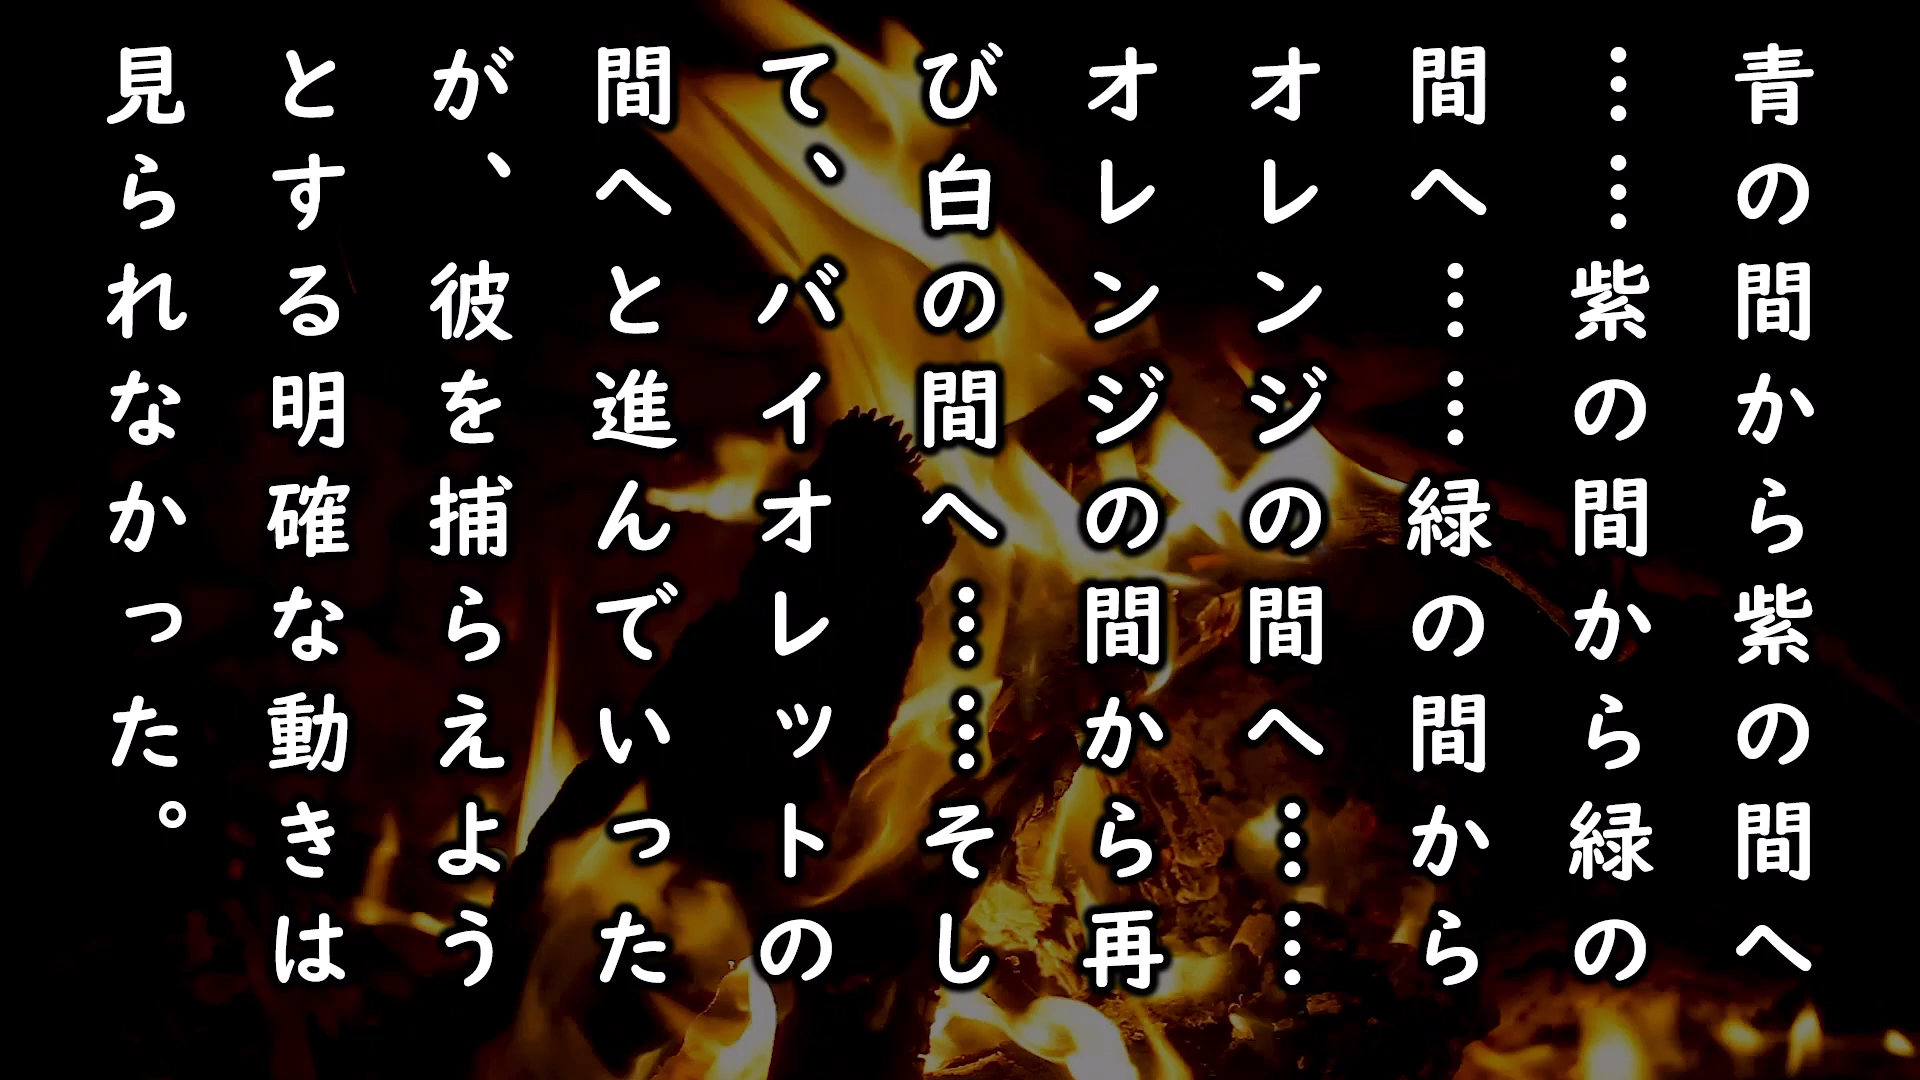 青の間から紫の間へ
……紫の間から緑の
間へ……緑の間から
オレンジの間へ……
オレンジの間から再
び白の間へ……そし
て、バイオレットの
間へと進んでいった
が、彼を捕らえよう
とする明確な動きは
見られなかった。